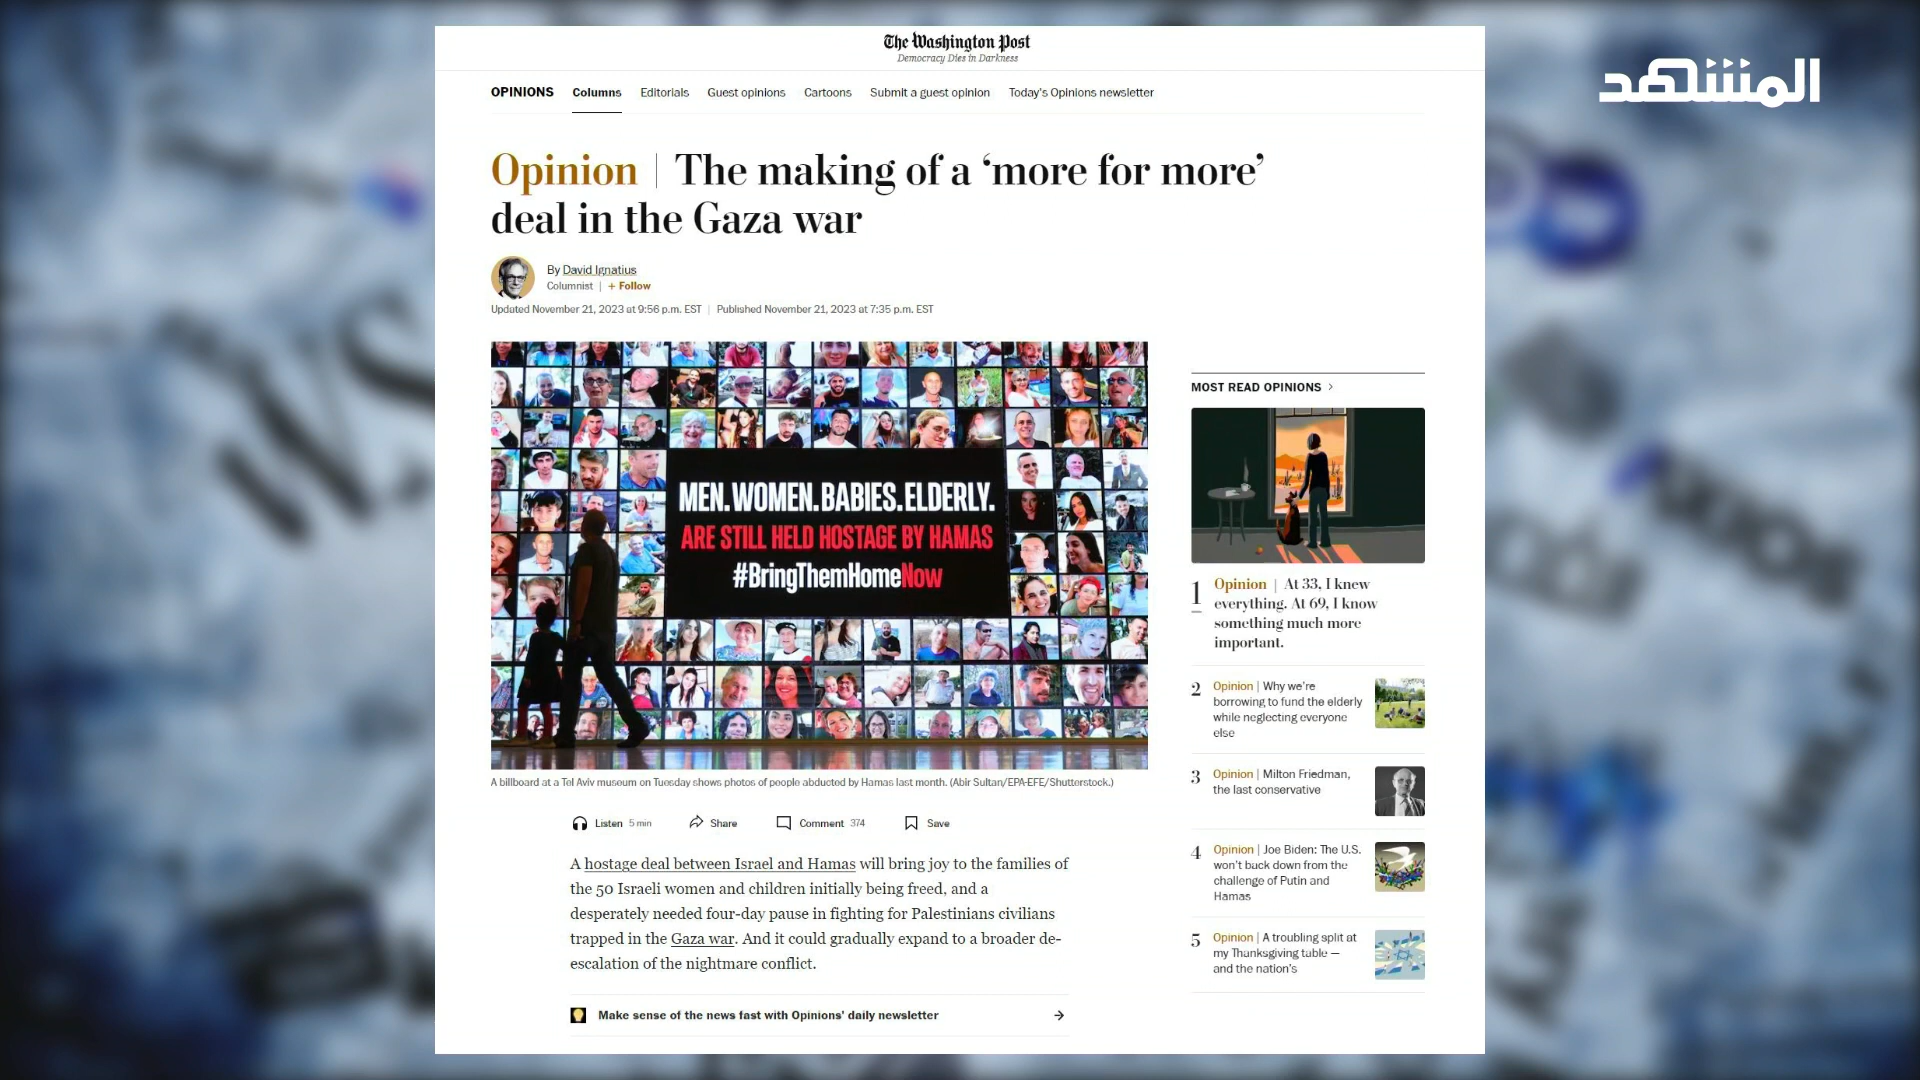 The Washington Post
Democracy Dies in Darkness
المشهد
OPINIONS Columns Editorials Guest opinions Cartoons Submit a guest opinion Today's Opinions newsletter
Opinion | The making of a ‘more for more’
deal in the Gaza war
By David Ignatius
Columnist | + Follow
Updated November 21, 2023 at 9:56 p.m. EST | Published November 21, 2023 at 7:35 p.m. EST
MEN. WOMEN. BABIES. ELDERLY.
ARE STILL HELD HOSTAGE BY HAMAS
#BringThemHomeNow
A billboard at a Tel Aviv museum on Tuesday shows photos of people abducted by Hamas last month. (Abir Sultan/EPA-EFE/Shutterstock.)
Listen 5 min Share Comment 374 Save
A hostage deal between Israel and Hamas will bring joy to the families of
the 50 Israeli women and children initially being freed, and a
desperately needed four-day pause in fighting for Palestinians civilians
trapped in the Gaza war. And it could gradually expand to a broader de-
escalation of the nightmare conflict.
Make sense of the news fast with Opinions' daily newsletter
MOST READ OPINIONS
1 Opinion | At 33, I knew
everything. At 69, I know
something much more
important.
2 Opinion | Why we're
borrowing to fund the elderly
while neglecting everyone
else
3 Opinion | Milton Friedman,
the last conservative
4 Opinion | Joe Biden: The U.S.
won't back down from the
challenge of Putin and
Hamas
5 Opinion | A troubling split at
my Thanksgiving table —
and the nation's